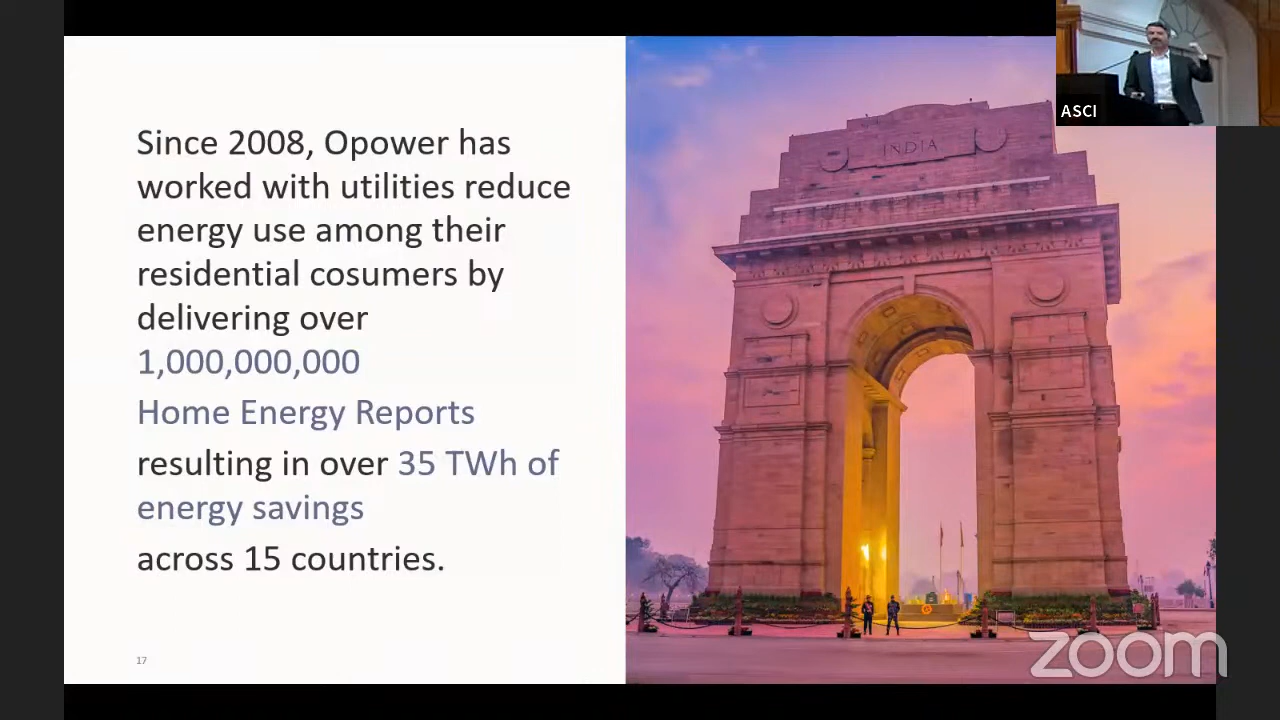 Since 2008, Opower has
worked with utilities reduce
energy use among their
residential cosumers by
delivering over
1,000,000,000
Home Energy Reports
resulting in over 35 TWh of
energy savings
across 15 countries.
17
INDIA
ASCI
zoom